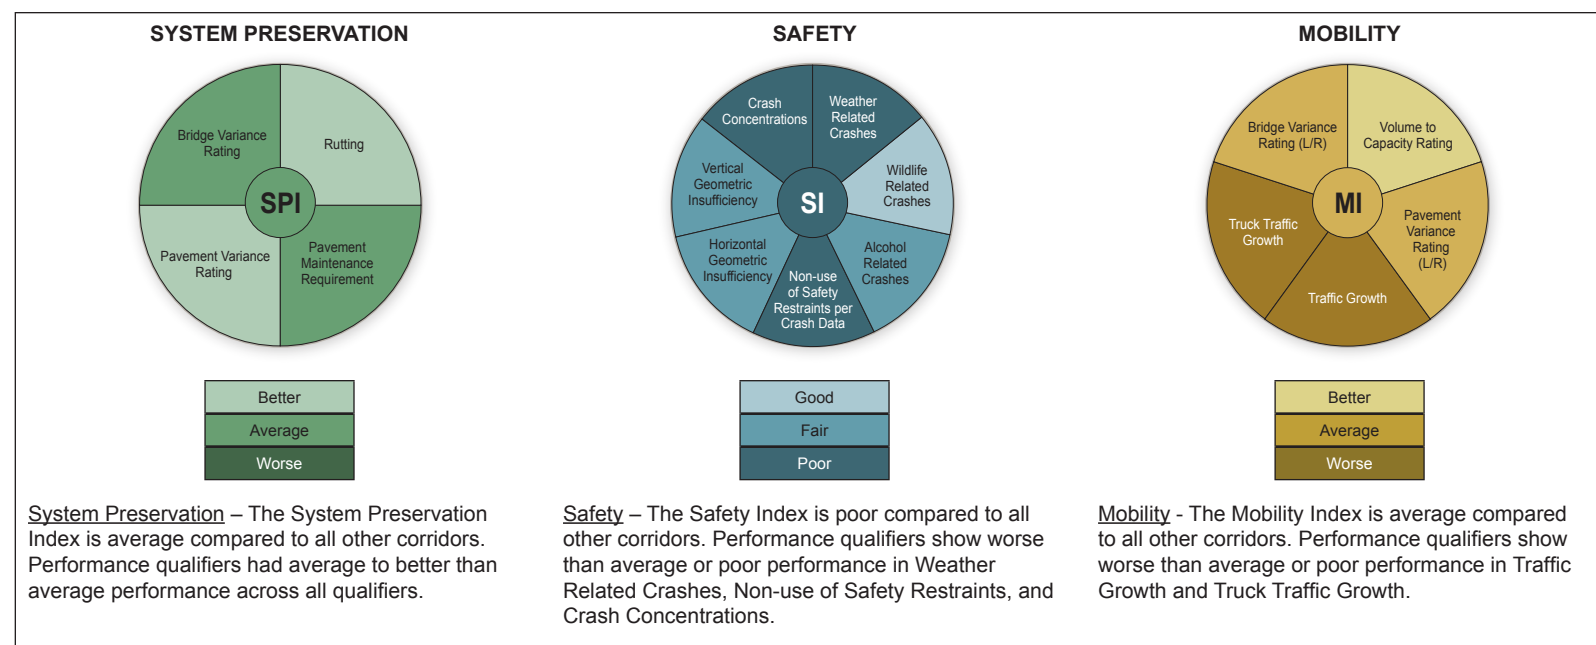 SYSTEM PRESERVATION
Bridge Variance
Rating
Rutting
SPI
Pavement Variance
Rating
Pavement
Maintenance
Requirement
Better
Average
Worse
System Preservation – The System Preservation
Index is average compared to all other corridors.
Performance qualifiers had average to better than
average performance across all qualifiers.
SAFETY
Crash
Concentrations
Weather
Related
Crashes
Vertical
Geometric
Insufficiency
Wildlife
Related
Crashes
SI
Horizontal
Geometric
Insufficiency
Alcohol
Related
Crashes
Non-use
of Safety
Restraints per
Crash Data
Good
Fair
Poor
Safety – The Safety Index is poor compared to all
other corridors. Performance qualifiers show worse
than average or poor performance in Weather
Related Crashes, Non-use of Safety Restraints, and
Crash Concentrations.
MOBILITY
Bridge Variance
Rating (L/R)
Volume to
Capacity Rating
MI
Truck Traffic
Growth
Pavement
Variance
Rating
(L/R)
Traffic Growth
Better
Average
Worse
Mobility - The Mobility Index is average compared
to all other corridors. Performance qualifiers show
worse than average or poor performance in Traffic
Growth and Truck Traffic Growth.